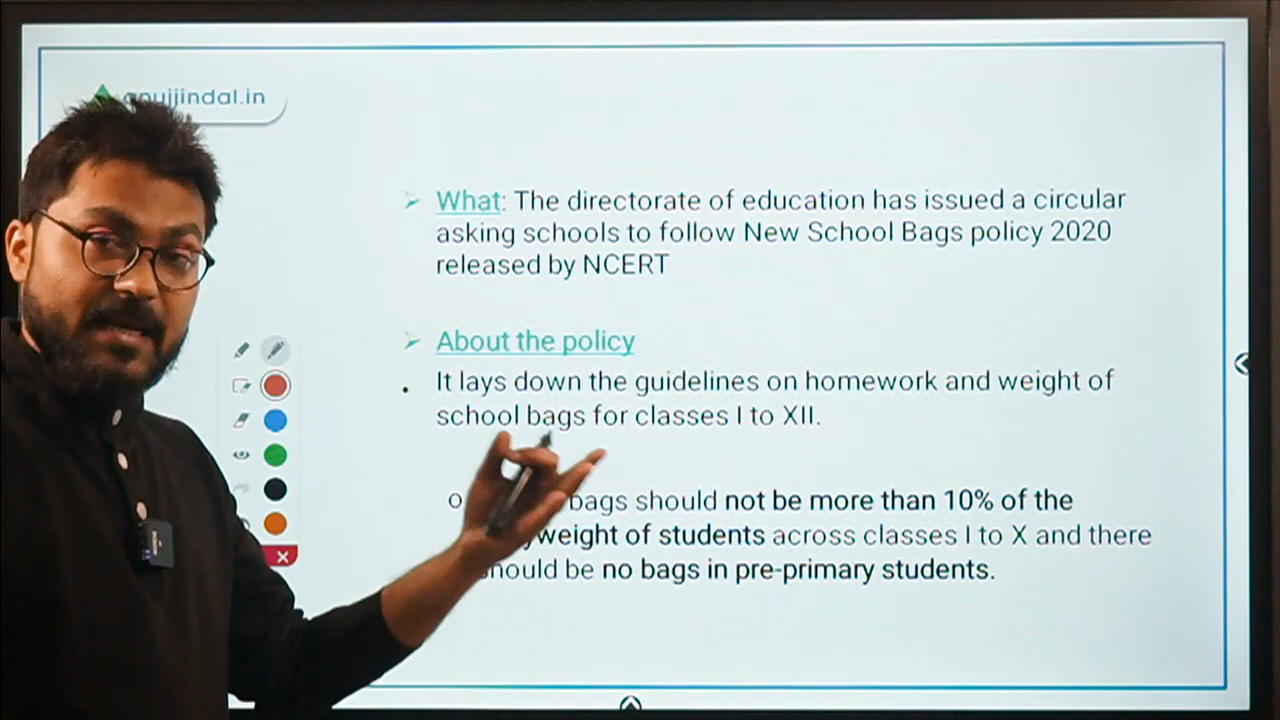 anujjindal.in
➢ What: The directorate of education has issued a circular
asking schools to follow New School Bags policy 2020
released by NCERT
➢ About the policy
• It lays down the guidelines on homework and weight of
school bags for classes I to XII.
o bags should not be more than 10% of the
weight of students across classes I to X and there
should be no bags in pre-primary students.